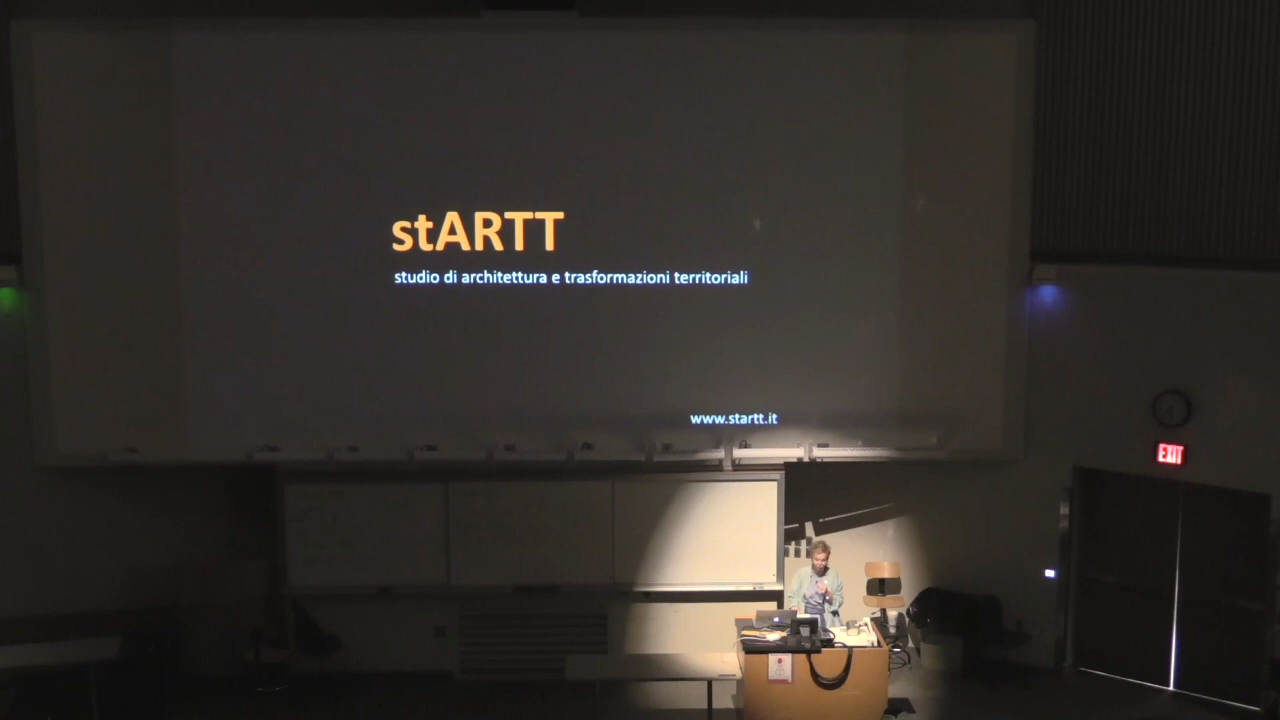 stARTT
studio di architettura e trasformazioni territoriali
www.startt.it
EXIT